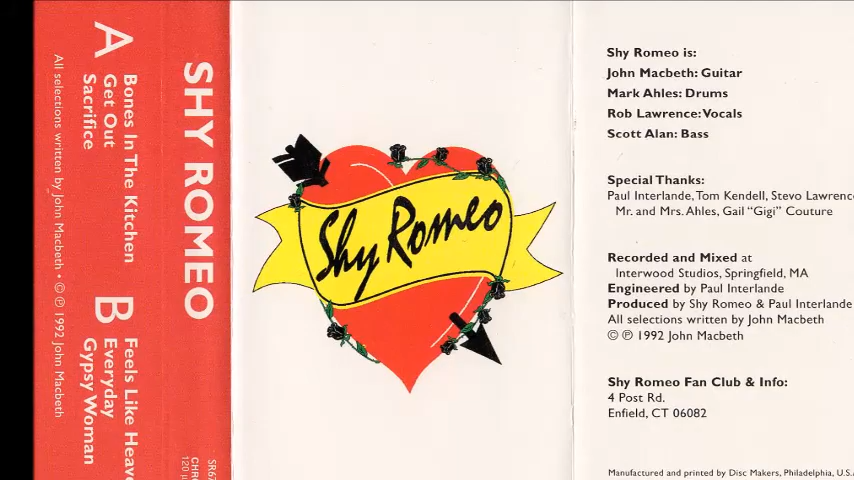 A
Bones In The Kitchen
Get Out
Sacrifice
B
Feels Like
Everyday
Gypsy Woman
All selections written by John Macbeth • © ℗ 1992 John Macbeth
SHY ROMEO
Shy Romeo
Shy Romeo is:
John Macbeth: Guitar
Mark Ahles: Drums
Rob Lawrence: Vocals
Scott Alan: Bass
Special Thanks:
Paul Interlande, Tom Kendell, Stevo Lawrence
Mr. and Mrs. Ahles, Gail "Gigi" Couture
Recorded and Mixed at
Interwood Studios, Springfield, MA
Engineered by Paul Interlande
Produced by Shy Romeo & Paul Interlande
All selections written by John Macbeth
© ℗ 1992 John Macbeth
Shy Romeo Fan Club & Info:
4 Post Rd.
Enfield, CT 06082
Manufactured and printed by Disc Makers, Philadelphia, U.S.A